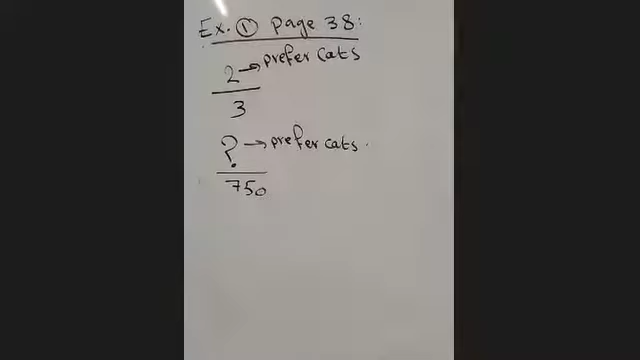 Ex. ① Page 38:
2 → prefer cats
3
? → prefer cats.
750